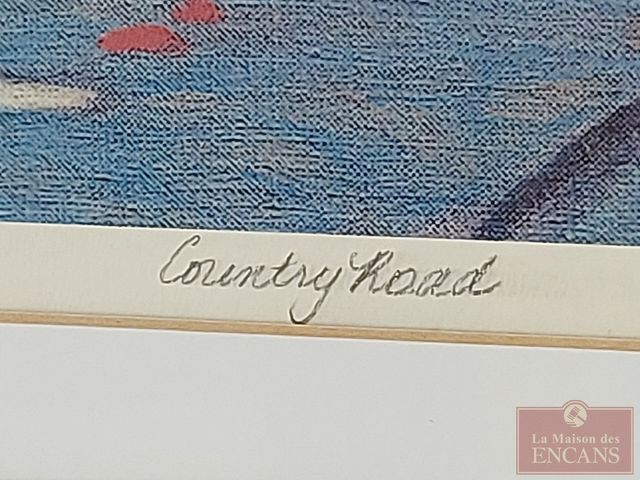 Country Road
La Maison des
ENCANS